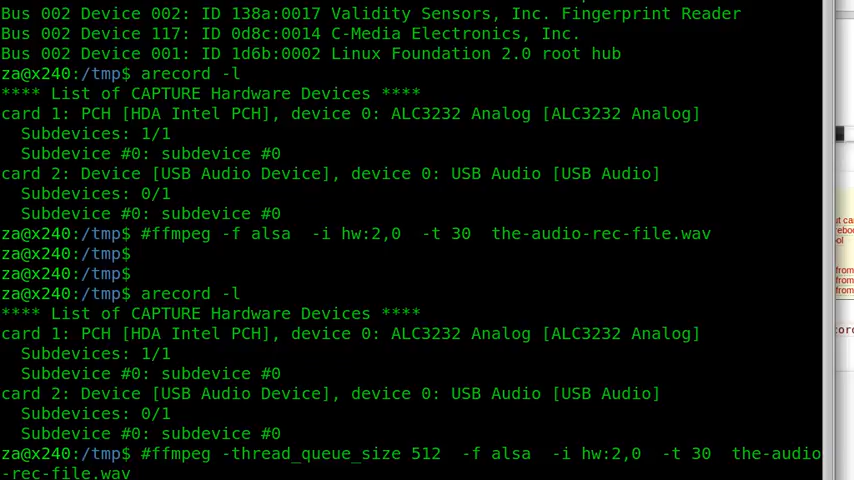 Bus 002 Device 002: ID 138a:0017 Validity Sensors, Inc. Fingerprint Reader
Bus 002 Device 117: ID 0d8c:0014 C-Media Electronics, Inc.
Bus 002 Device 001: ID 1d6b:0002 Linux Foundation 2.0 root hub
za@x240:/tmp$ arecord -l
**** List of CAPTURE Hardware Devices ****
card 1: PCH [HDA Intel PCH], device 0: ALC3232 Analog [ALC3232 Analog]
  Subdevices: 1/1
  Subdevice #0: subdevice #0
card 2: Device [USB Audio Device], device 0: USB Audio [USB Audio]
  Subdevices: 0/1
  Subdevice #0: subdevice #0
za@x240:/tmp$ #ffmpeg -f alsa  -i hw:2,0  -t 30  the-audio-rec-file.wav
za@x240:/tmp$
za@x240:/tmp$
za@x240:/tmp$ arecord -l
**** List of CAPTURE Hardware Devices ****
card 1: PCH [HDA Intel PCH], device 0: ALC3232 Analog [ALC3232 Analog]
  Subdevices: 1/1
  Subdevice #0: subdevice #0
card 2: Device [USB Audio Device], device 0: USB Audio [USB Audio]
  Subdevices: 0/1
  Subdevice #0: subdevice #0
za@x240:/tmp$ #ffmpeg -thread_queue_size 512  -f alsa  -i hw:2,0  -t 30  the-audio
-rec-file.wav
from
from
from